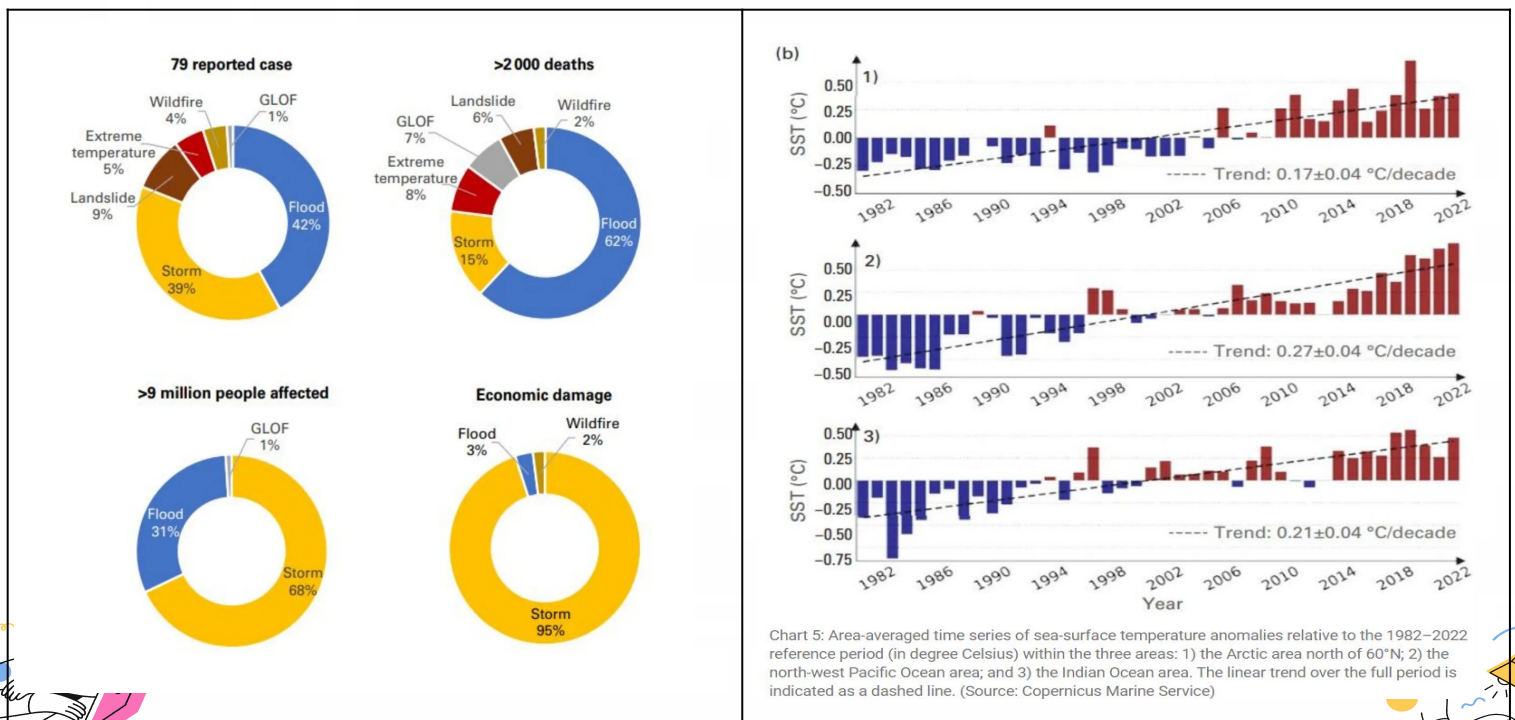 79 reported case
Wildfire
4%
GLOF
1%
Extreme
temperature
5%
Landslide
9%
Flood
42%
Storm
39%
>2 000 deaths
Landslide
6%
Wildfire
2%
GLOF
7%
Extreme
temperature
8%
Storm
15%
Flood
62%
>9 million people affected
GLOF
1%
Flood
31%
Storm
68%
Economic damage
Flood
3%
Wildfire
2%
Storm
95%
(b)
1)
SST (°C)
0.50
0.25
0.00
−0.25
−0.50
Trend: 0.17±0.04 °C/decade
1982 1986 1990 1994 1998 2002 2006 2010 2014 2018 2022
2)
SST (°C)
0.50
0.25
0.00
−0.25
−0.50
Trend: 0.27±0.04 °C/decade
1982 1986 1990 1994 1998 2002 2006 2010 2014 2018 2022
3)
SST (°C)
0.50
0.25
0.00
−0.25
−0.50
−0.75
Trend: 0.21±0.04 °C/decade
1982 1986 1990 1994 1998 2002 2006 2010 2014 2018 2022
Year
Chart 5: Area-averaged time series of sea-surface temperature anomalies relative to the 1982–2022
reference period (in degree Celsius) within the three areas: 1) the Arctic area north of 60°N; 2) the
north-west Pacific Ocean area; and 3) the Indian Ocean area. The linear trend over the full period is
indicated as a dashed line. (Source: Copernicus Marine Service)